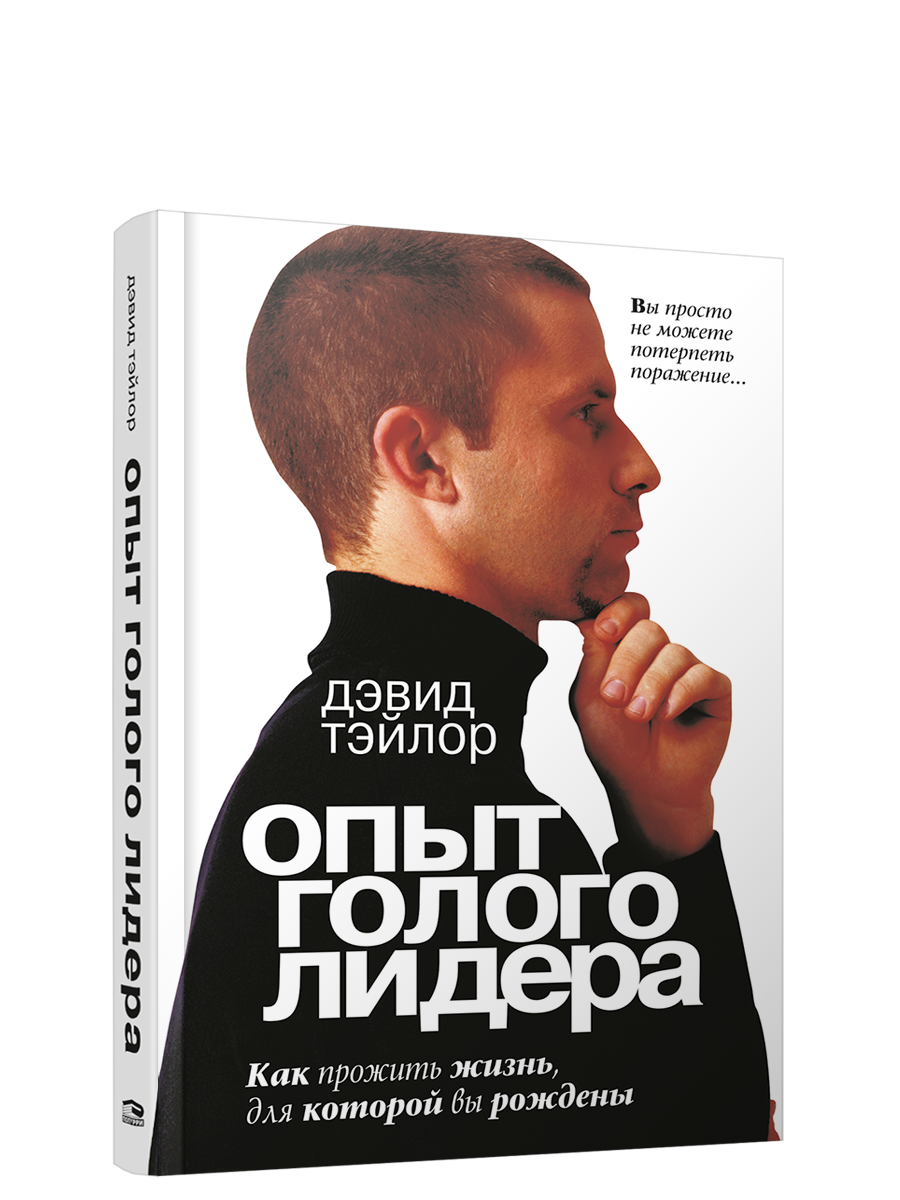 Вы просто
не можете
потерпеть
поражение...
дэвид
тэйлор
опыт
голого
лидера
Как прожить жизнь,
для которой вы рождены
дэвид тэйлор опыт голого лидера
попурри